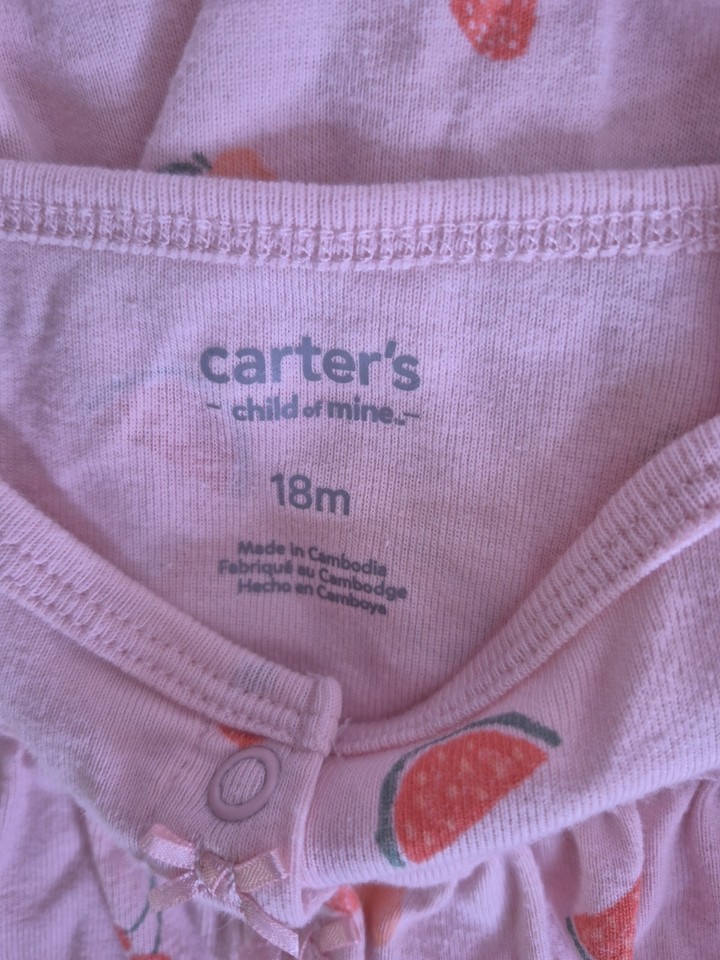 carter's
- child of mine -
18m
Made in Cambodia
Fabriqué au Cambodge
Hecho en Camboya